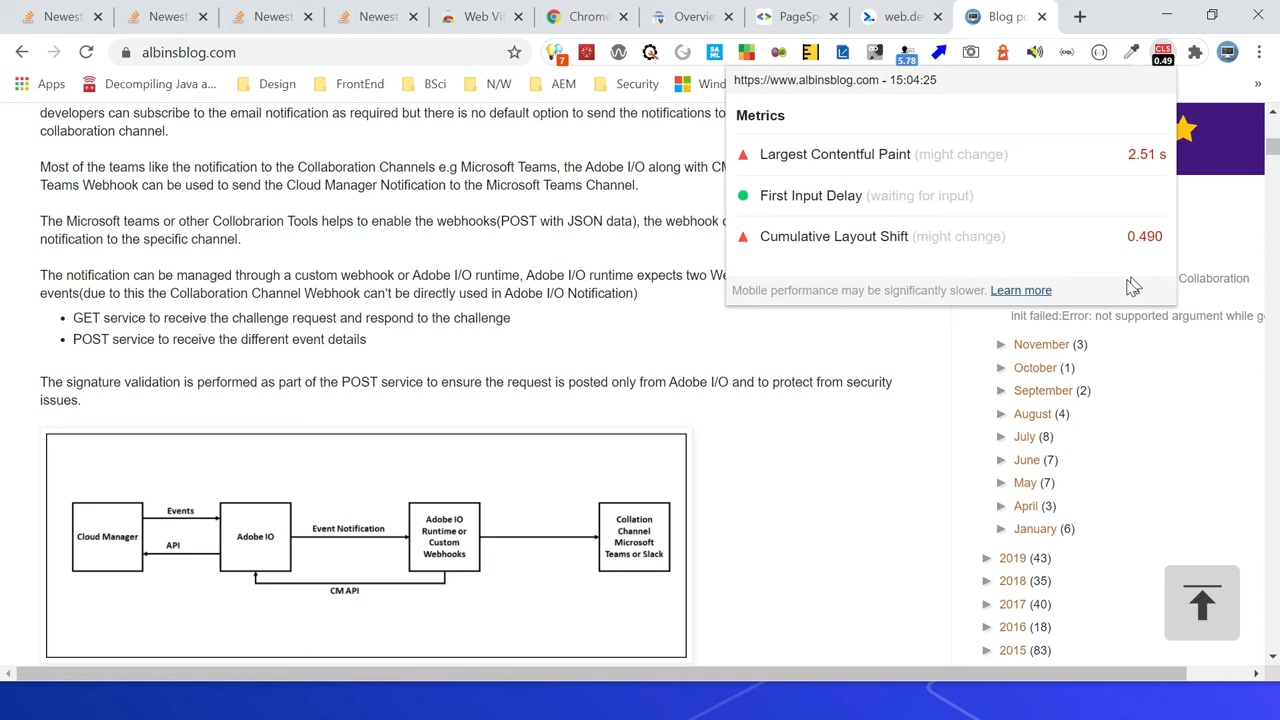 Newest
Newest
Newest
Newest
Web Vit
Chrome
Overvie
PageSp
web.de
Blog po
albinsblog.com
7
SA
ML
5.78
CLS
0.49
Apps
Decompiling Java a...
Design
FrontEnd
BSci
N/W
AEM
Security
Wind
»
https://www.albinsblog.com - 15:04:25
Metrics
Largest Contentful Paint (might change) 2.51 s
First Input Delay (waiting for input)
Cumulative Layout Shift (might change) 0.490
Mobile performance may be significantly slower. Learn more
developers can subscribe to the email notification as required but there is no default option to send the notifications to
collaboration channel.
Most of the teams like the notification to the Collaboration Channels e.g Microsoft Teams, the Adobe I/O along with CM
Teams Webhook can be used to send the Cloud Manager Notification to the Microsoft Teams Channel.
The Microsoft teams or other Collobrarion Tools helps to enable the webhooks(POST with JSON data), the webhook c
notification to the specific channel.
The notification can be managed through a custom webhook or Adobe I/O runtime, Adobe I/O runtime expects two We
events(due to this the Collaboration Channel Webhook can't be directly used in Adobe I/O Notification)
• GET service to receive the challenge request and respond to the challenge
• POST service to receive the different event details
The signature validation is performed as part of the POST service to ensure the request is posted only from Adobe I/O and to protect from security
issues.
Cloud Manager
Events
API
Adobe IO
Event Notification
Adobe IO
Runtime or
Custom
Webhooks
CM API
Collation
Channel
Microsoft
Teams or Slack
Collaboration
init failed:Error: not supported argument while g
► November (3)
► October (1)
► September (2)
► August (4)
► July (8)
► June (7)
► May (7)
► April (3)
► January (6)
► 2019 (43)
► 2018 (35)
► 2017 (40)
► 2016 (18)
► 2015 (83)